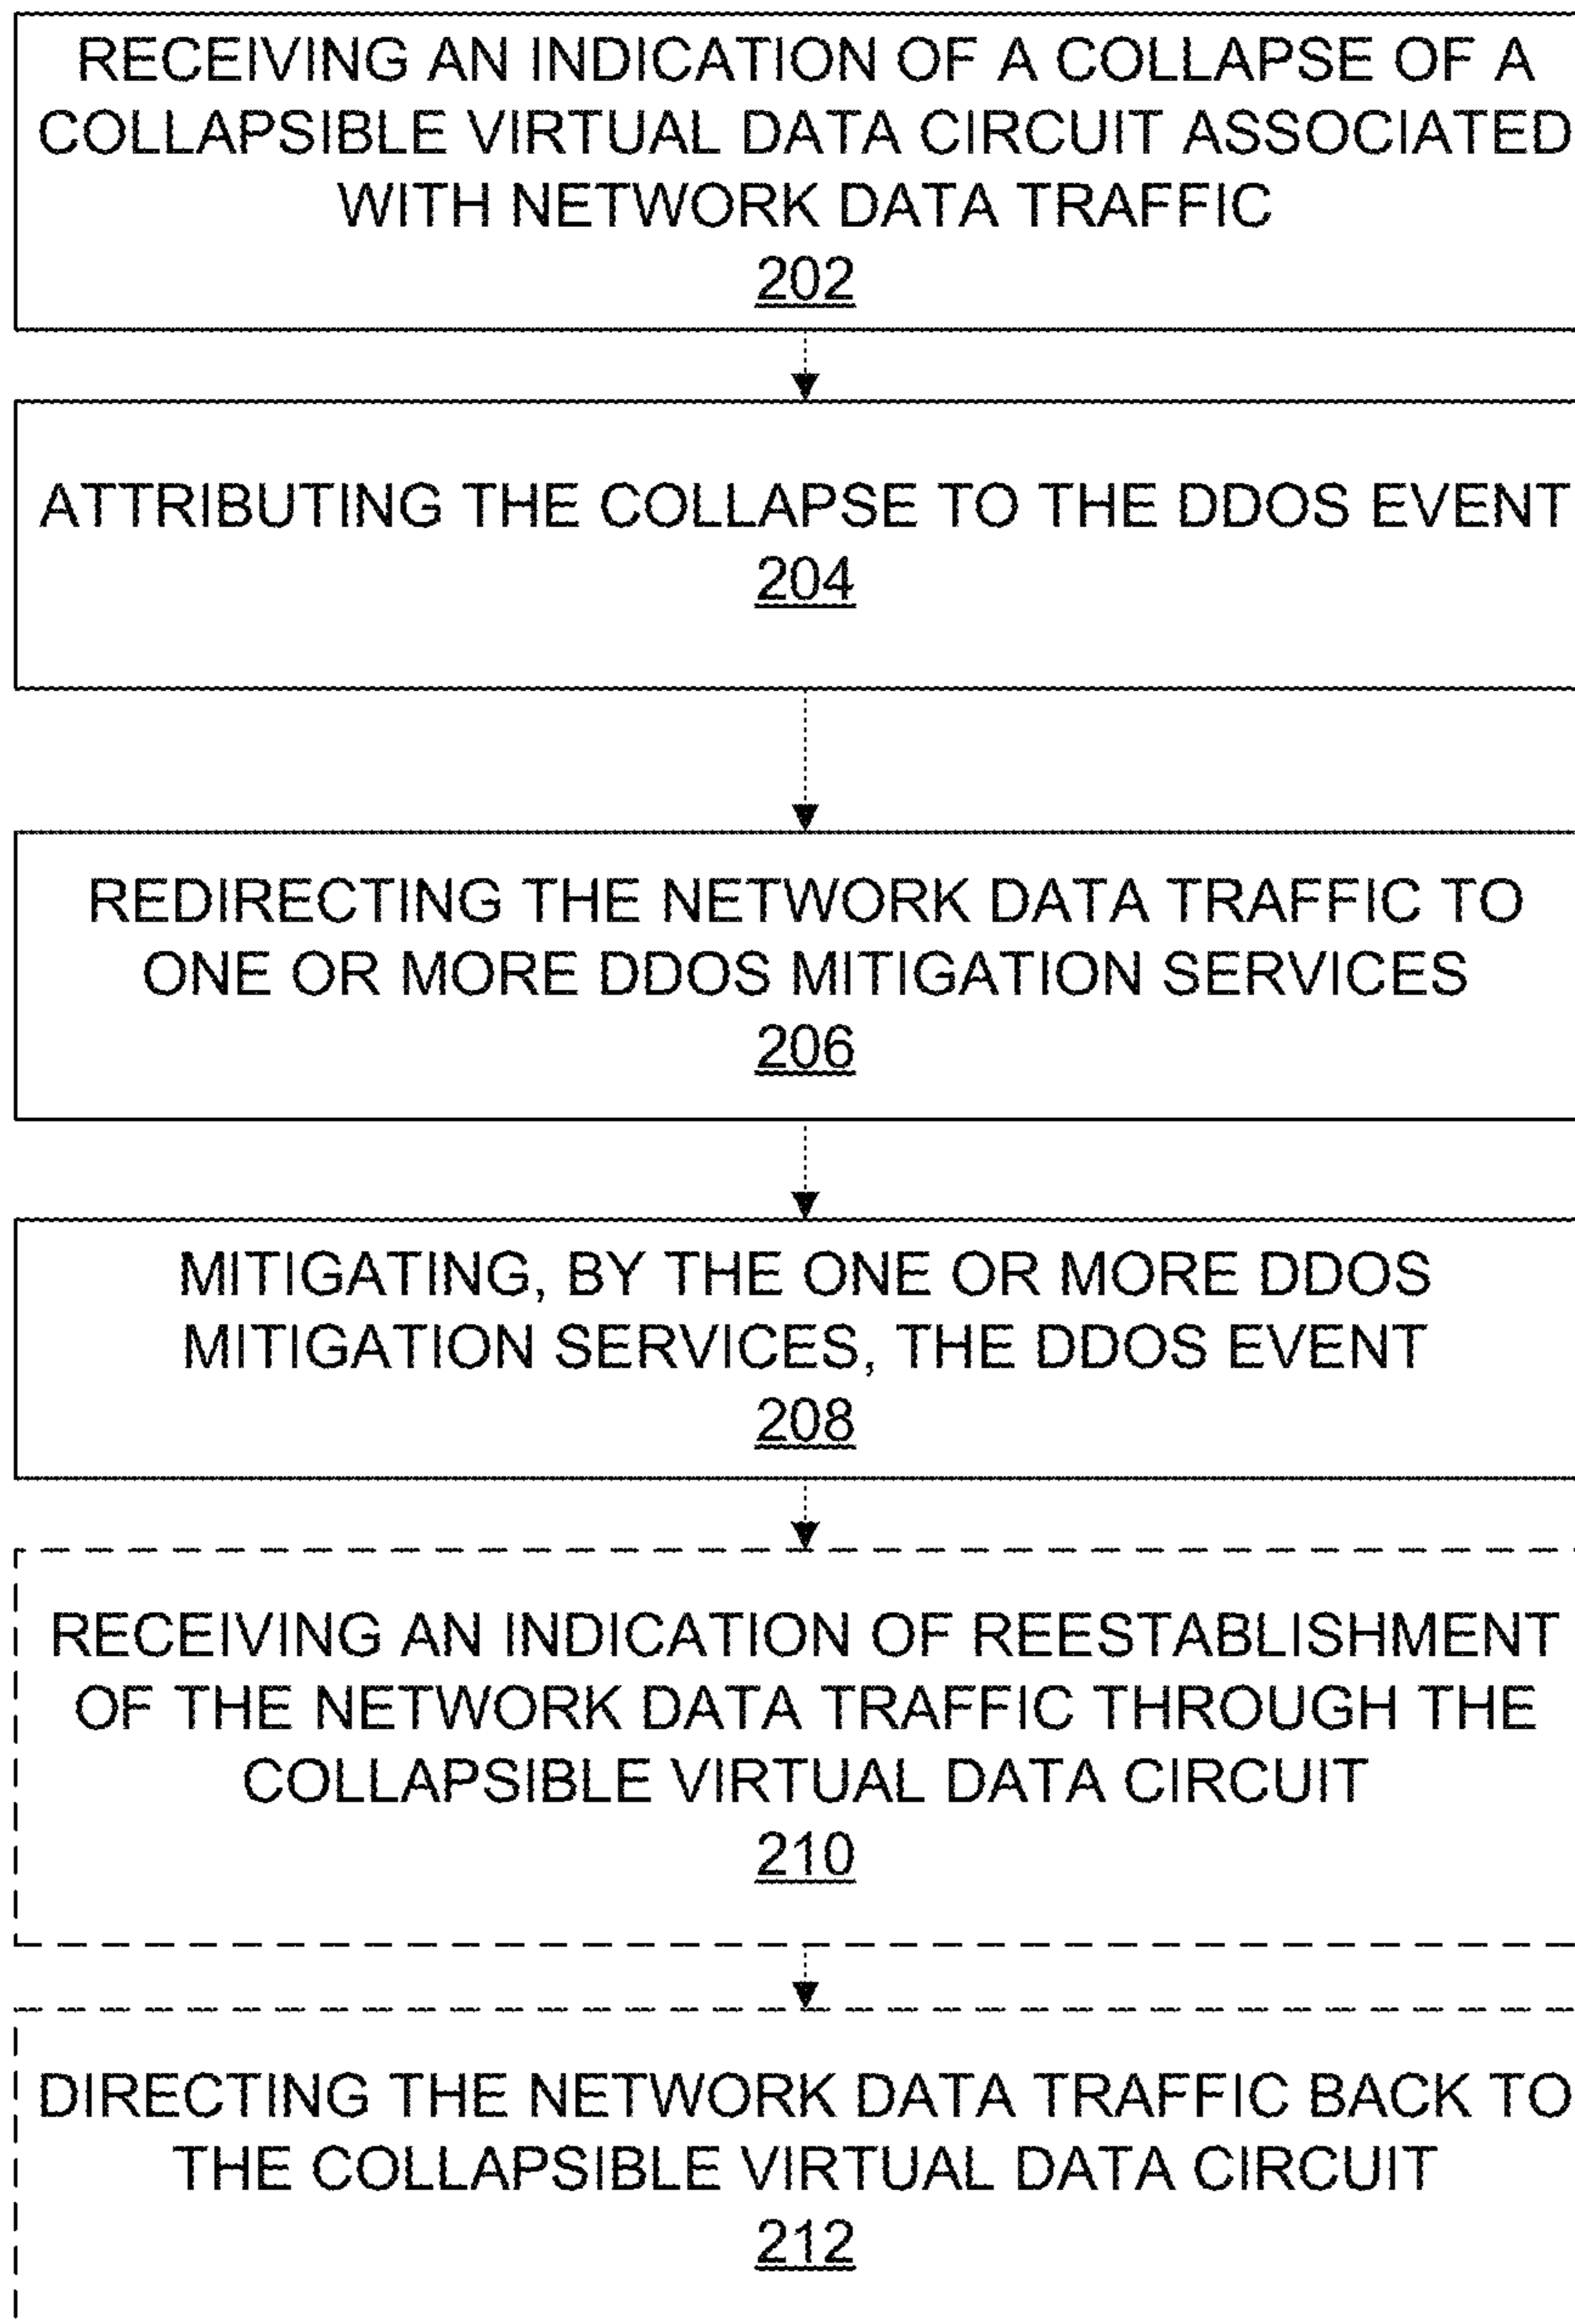 RECEIVING AN INDICATION OF A COLLAPSE OF A
COLLAPSIBLE VIRTUAL DATA CIRCUIT ASSOCIATED
WITH NETWORK DATA TRAFFIC
202
ATTRIBUTING THE COLLAPSE TO THE DDOS EVENT
204
REDIRECTING THE NETWORK DATA TRAFFIC TO
ONE OR MORE DDOS MITIGATION SERVICES
206
MITIGATING, BY THE ONE OR MORE DDOS
MITIGATION SERVICES, THE DDOS EVENT
208
RECEIVING AN INDICATION OF REESTABLISHMENT
OF THE NETWORK DATA TRAFFIC THROUGH THE
COLLAPSIBLE VIRTUAL DATA CIRCUIT
210
DIRECTING THE NETWORK DATA TRAFFIC BACK TO
THE COLLAPSIBLE VIRTUAL DATA CIRCUIT
212